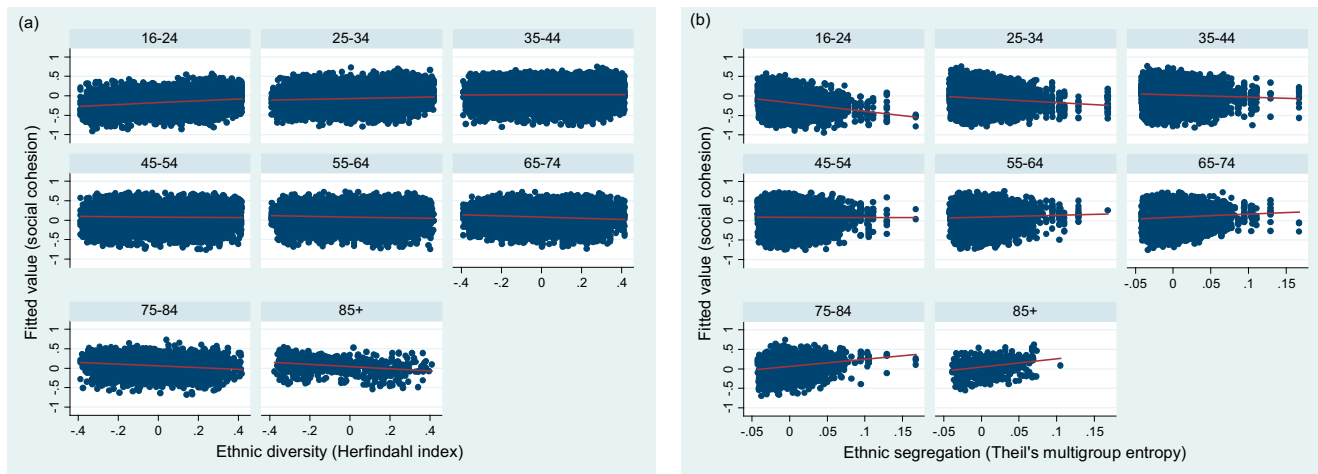 (a)
16-24 25-34 35-44
1
.5
0
-.5
-1
45-54 55-64 65-74
1
.5
0
-.5
-1
-.4 -.2 0 .2 .4
75-84 85+
1
.5
0
-.5
-1
-.4 -.2 0 .2 .4 -.4 -.2 0 .2 .4
Fitted value (social cohesion)
Ethnic diversity (Herfindahl index)
(b)
16-24 25-34 35-44
1
.5
0
-.5
-1
45-54 55-64 65-74
1
.5
0
-.5
-1
-.05 0 .05 .1 .15
75-84 85+
1
.5
0
-.5
-1
-.05 0 .05 .1 .15 -.05 0 .05 .1 .15
Fitted value (social cohesion)
Ethnic segregation (Theil's multigroup entropy)